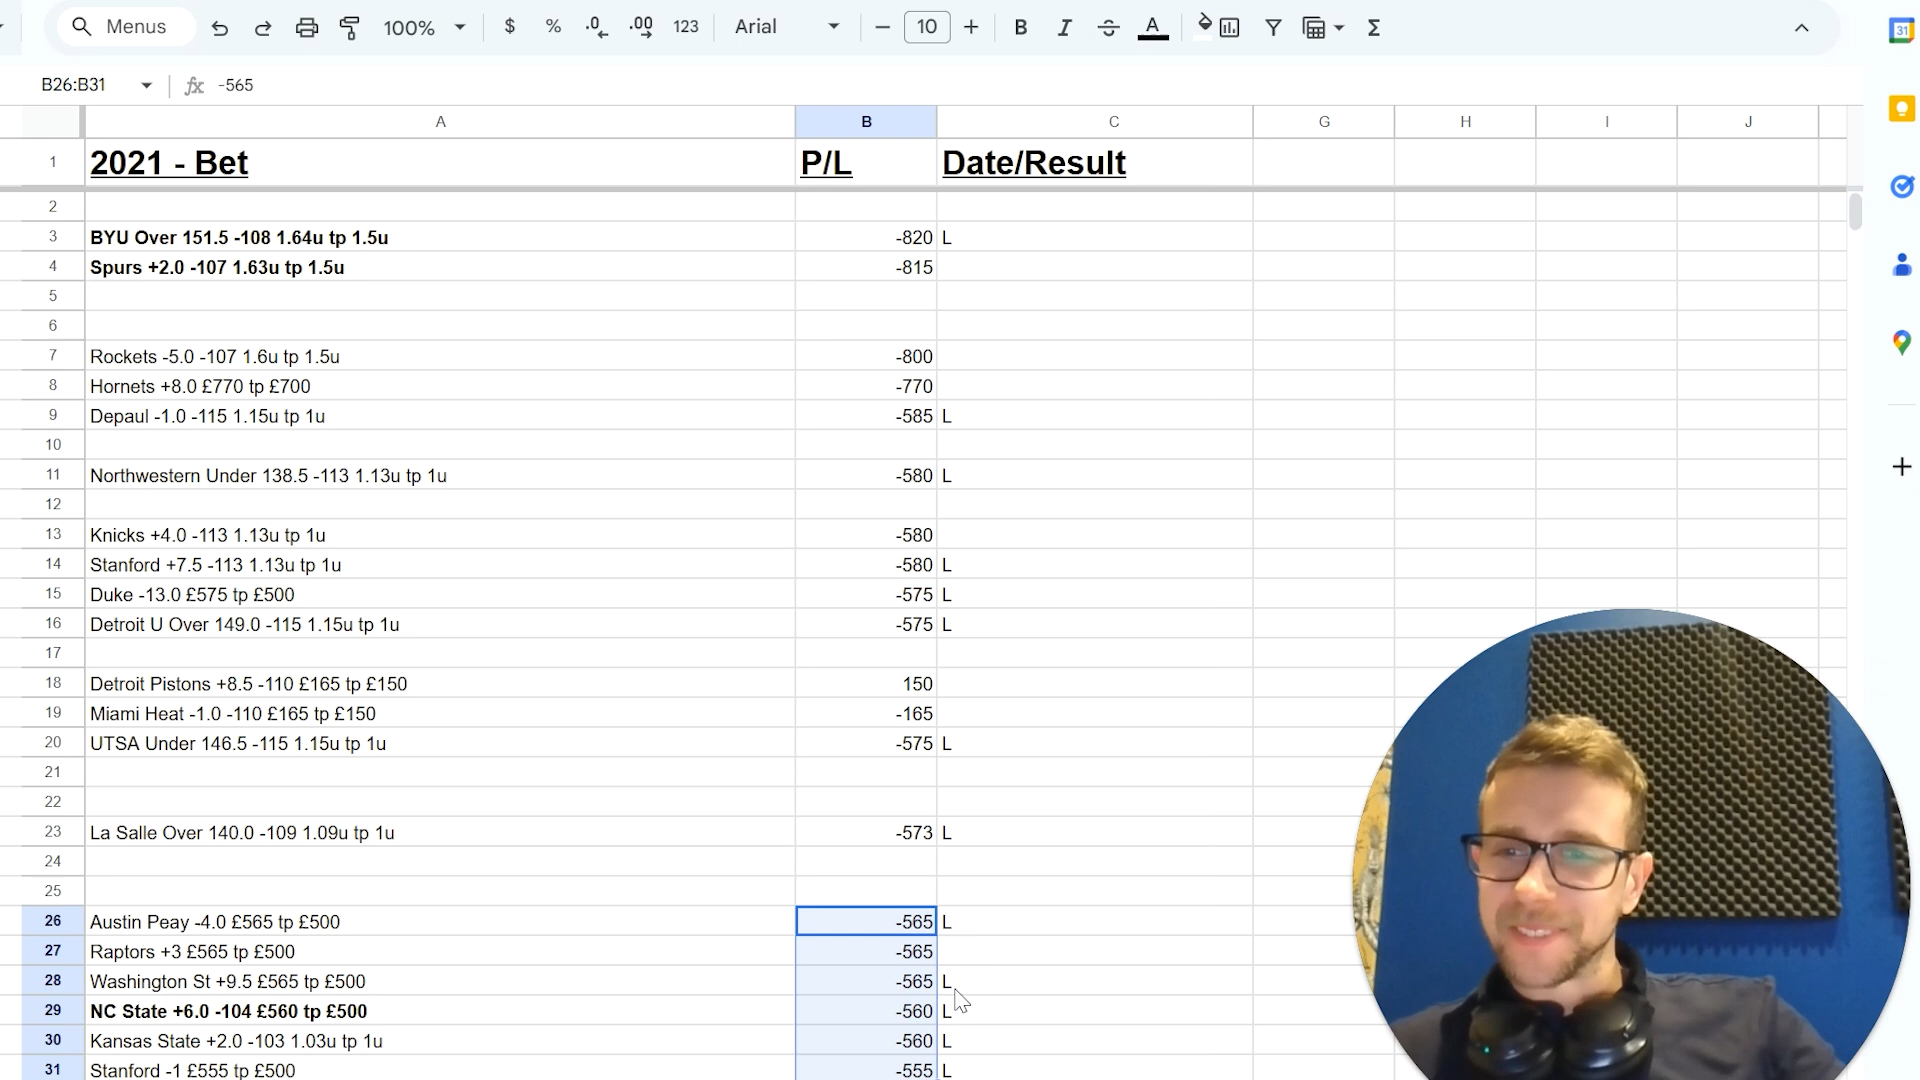 Menus 100% $ % .0 .00 123 Arial 10 B I A Σ 31
B26:B31 fx -565
A B C G H I J
1 2021 - Bet P/L Date/Result
2
3 BYU Over 151.5 -108 1.64u tp 1.5u -820 L
4 Spurs +2.0 -107 1.63u tp 1.5u -815
5
6
7 Rockets -5.0 -107 1.6u tp 1.5u -800
8 Hornets +8.0 £770 tp £700 -770
9 Depaul -1.0 -115 1.15u tp 1u -585 L
10
11 Northwestern Under 138.5 -113 1.13u tp 1u -580 L
12
13 Knicks +4.0 -113 1.13u tp 1u -580
14 Stanford +7.5 -113 1.13u tp 1u -580 L
15 Duke -13.0 £575 tp £500 -575 L
16 Detroit U Over 149.0 -115 1.15u tp 1u -575 L
17
18 Detroit Pistons +8.5 -110 £165 tp £150 150
19 Miami Heat -1.0 -110 £165 tp £150 -165
20 UTSA Under 146.5 -115 1.15u tp 1u -575 L
21
22
23 La Salle Over 140.0 -109 1.09u tp 1u -573 L
24
25
26 Austin Peay -4.0 £565 tp £500 -565 L
27 Raptors +3 £565 tp £500 -565
28 Washington St +9.5 £565 tp £500 -565 L
29 NC State +6.0 -104 £560 tp £500 -560 L
30 Kansas State +2.0 -103 1.03u tp 1u -560 L
31 Stanford -1 £555 tp £500 -555 L